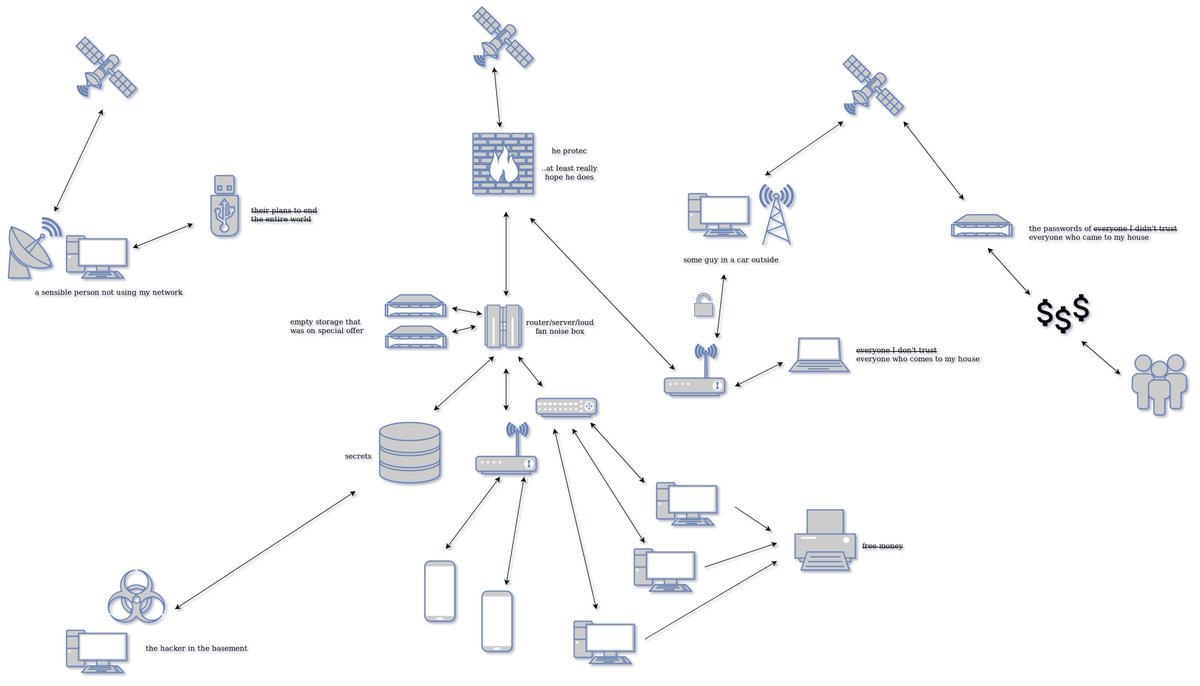 he protec
..at least really
hope he does
their plans to end
the entire world
a sensible person not using my network
some guy in a car outside
the passwords of everyone I didn't trust
everyone who came to my house
$$$
empty storage that
was on special offer
router/server/loud
fan noise box
everyone I don't trust
everyone who comes to my house
secrets
free money
the hacker in the basement